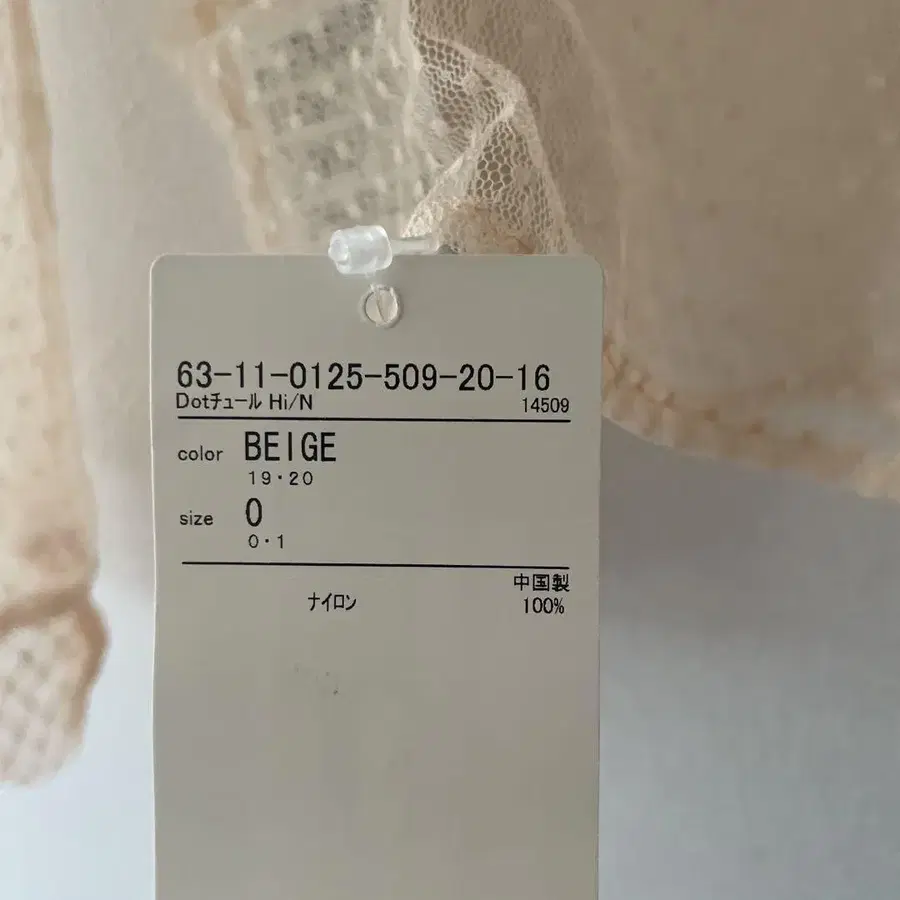 63-11-0125-509-20-16
Dotチュール Hi/N 14509
color BEIGE
19・20
size 0
0・1
中国製
ナイロン 100%